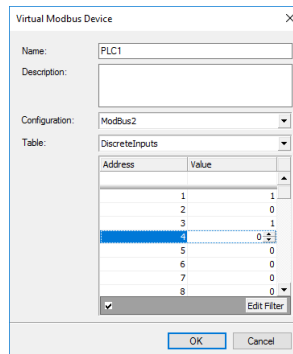 Virtual Modbus Device
Name: PLC1
Description:
Configuration: ModBus2
Table: DiscreteInputs
Address Value
1 1
2 0
3 1
4 0
5 0
6 0
7 0
8 0
Edit Filter
OK Cancel